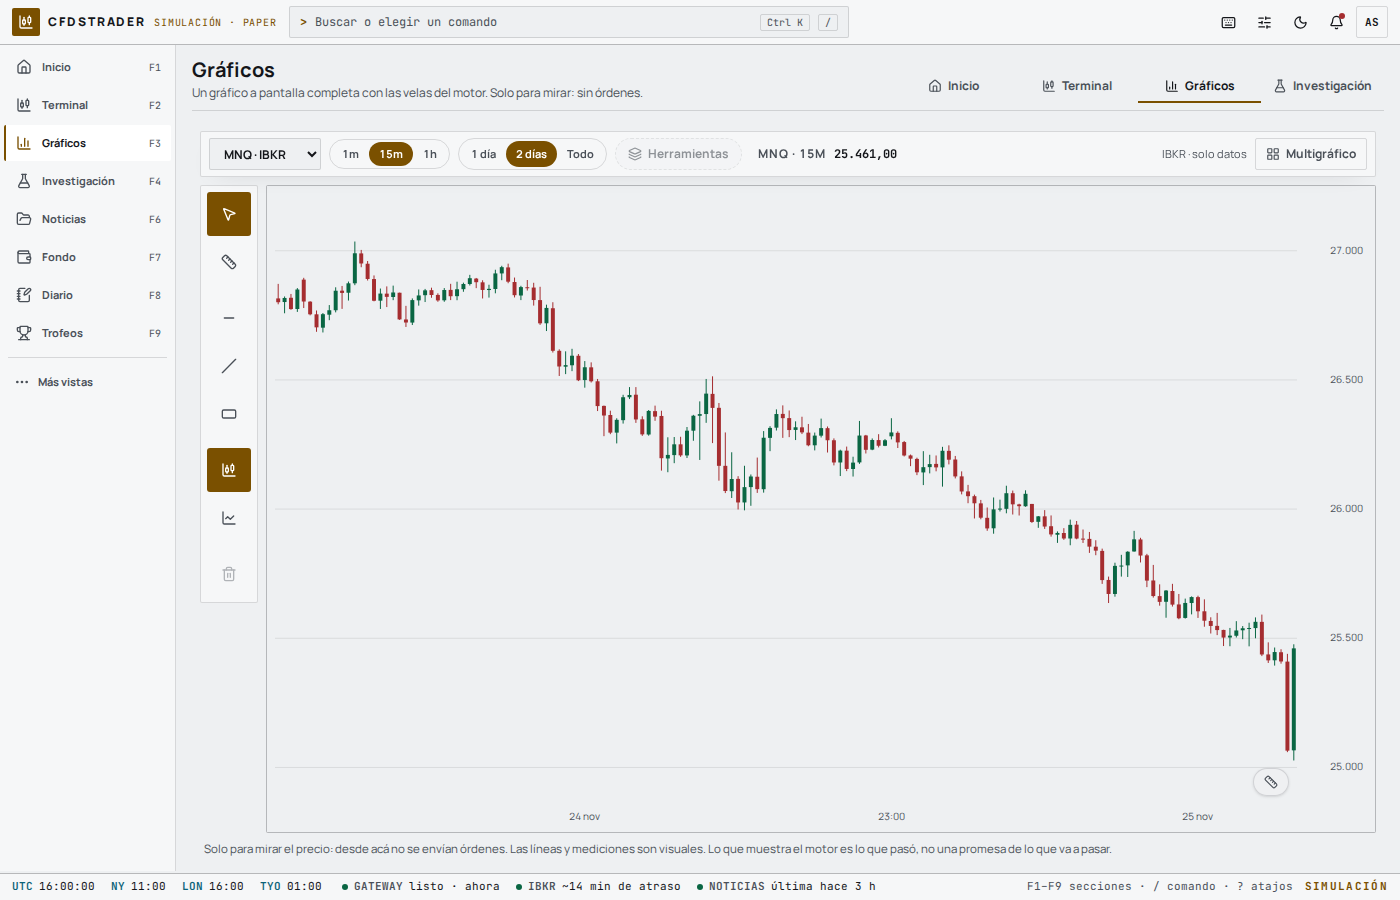 CFDSTRADER SIMULACIÓN · PAPER > Buscar o elegir un comando Ctrl K / AS
Inicio F1
Terminal F2
Gráficos F3
Investigación F4
Noticias F6
Fondo F7
Diario F8
Trofeos F9
Más vistas
Gráficos
Un gráfico a pantalla completa con las velas del motor. Solo para mirar: sin órdenes.
Inicio Terminal Gráficos Investigación
MNQ · IBKR 1m 15m 1h 1 día 2 días Todo Herramientas MNQ · 15M 25.461,00 IBKR · solo datos Multigráfico
27.000
26.500
26.000
25.500
25.000
24 nov 23:00 25 nov
Solo para mirar el precio: desde acá no se envían órdenes. Las líneas y mediciones son visuales. Lo que muestra el motor es lo que pasó, no una promesa de lo que va a pasar.
UTC 16:00:00 NY 11:00 LON 16:00 TYO 01:00 GATEWAY listo · ahora IBKR ~14 min de atraso NOTICIAS última hace 3 h F1–F9 secciones · / comando · ? atajos SIMULACIÓN